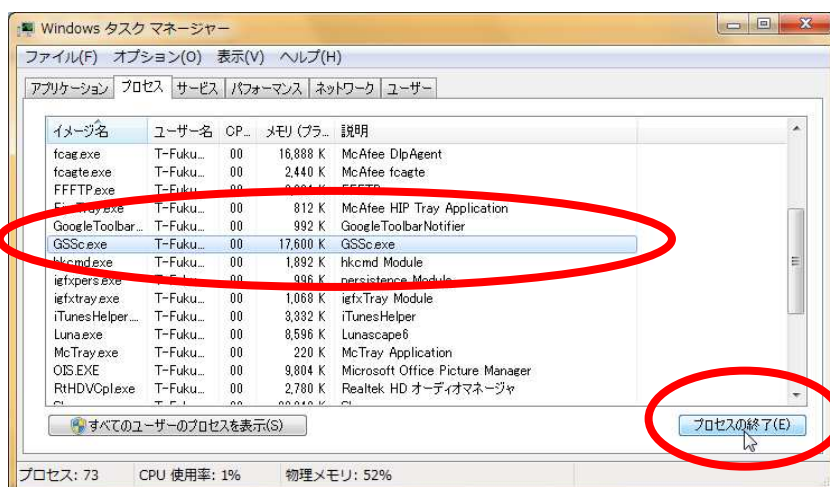 Windows タスク マネージャー
ファイル(F) オプション(O) 表示(V) ヘルプ(H)
アプリケーション プロセス サービス パフォーマンス ネットワーク ユーザー
イメージ名 ユーザー名 CP... メモリ (プラ... 説明
fcag.exe T-Fuku... 00 16,888 K McAfee DlpAgent
fcagte.exe T-Fuku... 00 2,440 K McAfee fcagte
FFFTP.exe T-Fuku... 00 K FFFTP
T-Fuku... 00 812 K McAfee HIP Tray Application
GoogleToolbar... T-Fuku... 00 992 K GoogleToolbarNotifier
GSSc.exe T-Fuku... 00 17,600 K GSSc.exe
hkcmd.exe T-Fuku... 00 1,892 K hkcmd Module
igfxpers.exe T-Fuku... 00 996 K persistence Module
igfxtray.exe T-Fuku... 00 1,068 K igfxTray Module
iTunesHelper.... T-Fuku... 00 3,332 K iTunesHelper
Luna.exe T-Fuku... 00 8,596 K Lunascape6
McTray.exe T-Fuku... 00 220 K McTray Application
OIS.EXE T-Fuku... 00 9,804 K Microsoft Office Picture Manager
RtHDVCpl.exe T-Fuku... 00 2,780 K Realtek HD オーディオマネージャ
すべてのユーザーのプロセスを表示(S) プロセスの終了(E)
プロセス: 73 CPU 使用率: 1% 物理メモリ: 52%